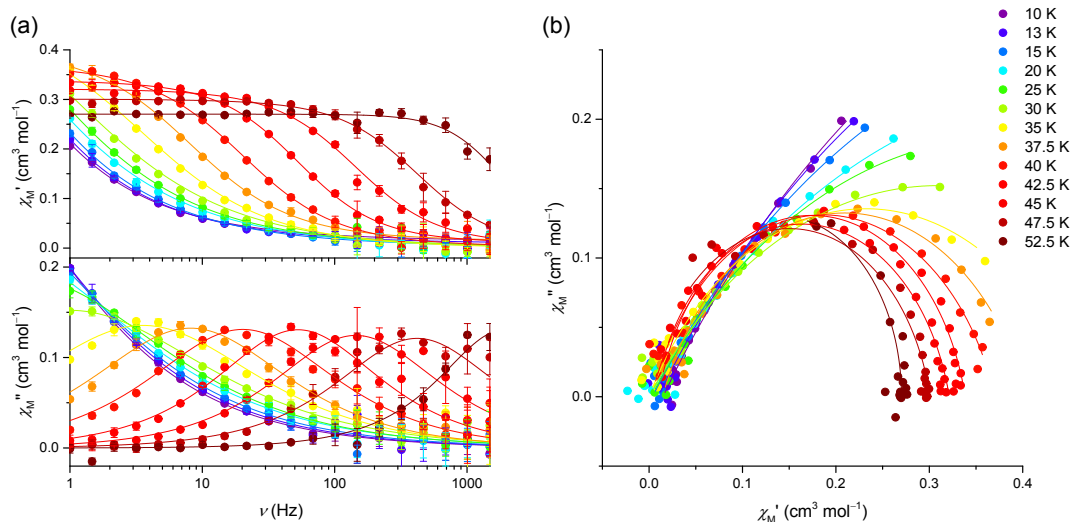 (a)
0.4
0.3
0.2
0.1
0.0
χM′ (cm³ mol⁻¹)
0.2
0.1
0.0
χM″ (cm³ mol⁻¹)
1 10 100 1000
ν (Hz)
(b)
0.2
0.1
0.0
χM″ (cm³ mol⁻¹)
0.0 0.1 0.2 0.3 0.4
χM′ (cm³ mol⁻¹)
10 K
13 K
15 K
20 K
25 K
30 K
35 K
37.5 K
40 K
42.5 K
45 K
47.5 K
52.5 K